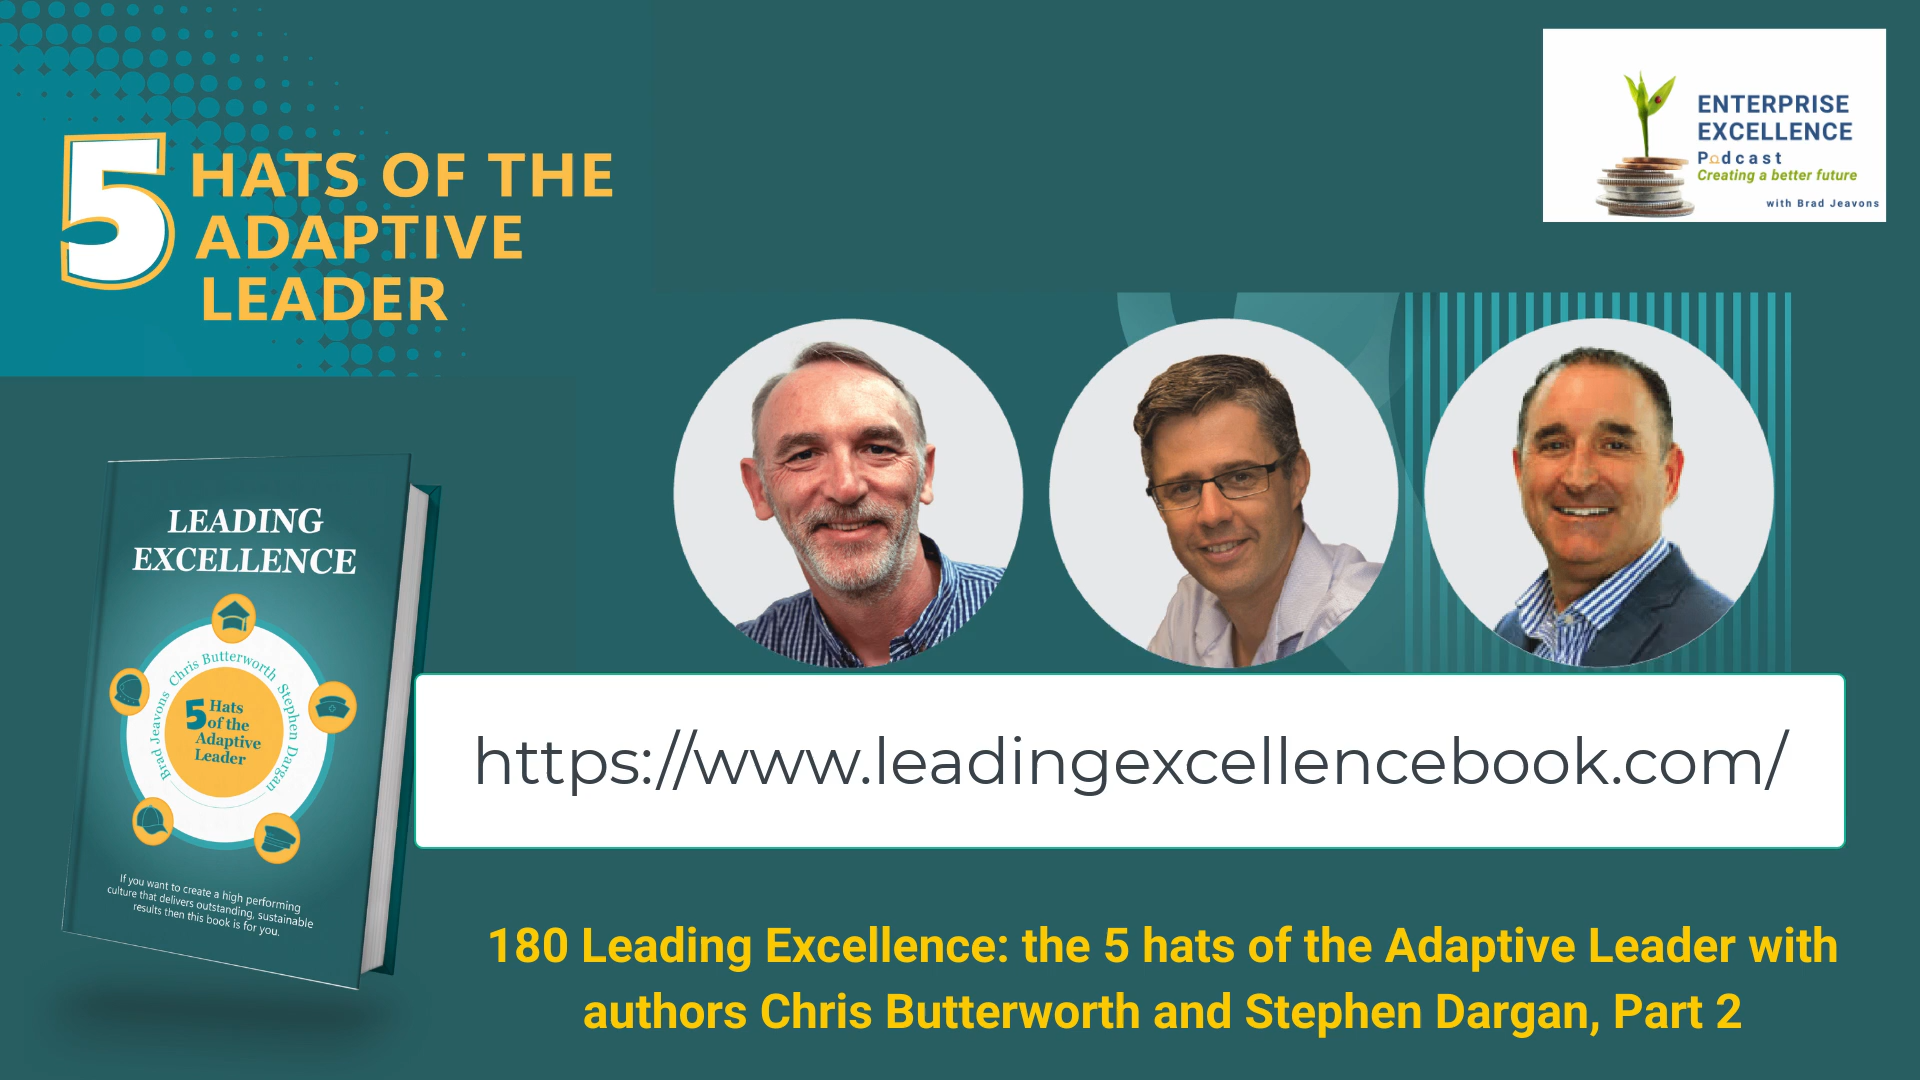 5 HATS OF THE
ADAPTIVE
LEADER
ENTERPRISE
EXCELLENCE
Podcast
Creating a better future
with Brad Jeavons
LEADING
EXCELLENCE
Brad Jeavons Chris Butterworth Stephen Dargan
5 Hats
of the
Adaptive
Leader
If you want to create a high performing
culture that delivers outstanding, sustainable
results then this book is for you.
https://www.leadingexcellencebook.com/
180 Leading Excellence: the 5 hats of the Adaptive Leader with
authors Chris Butterworth and Stephen Dargan, Part 2